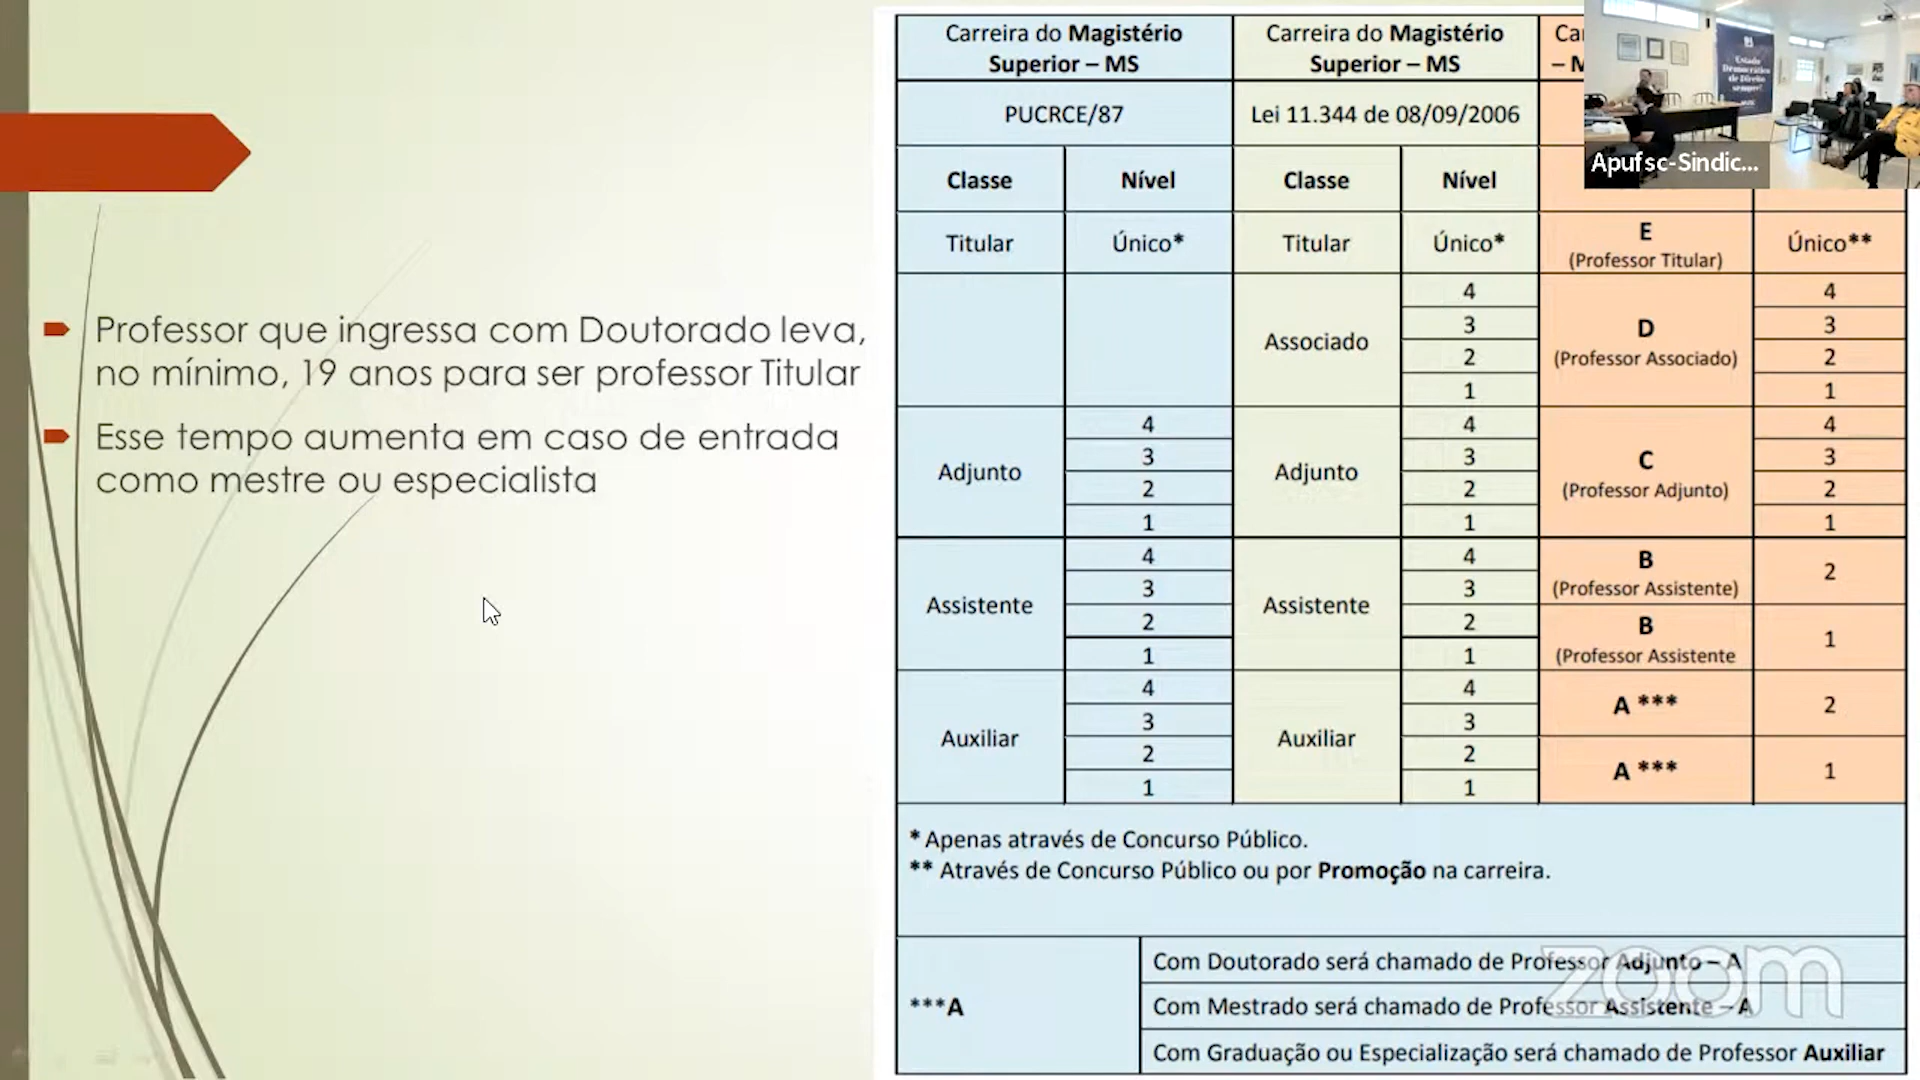 Professor que ingressa com Doutorado leva,
no mínimo, 19 anos para ser professor Titular
Esse tempo aumenta em caso de entrada
como mestre ou especialista
Carreira do Magistério
Superior – MS
Carreira do Magistério
Superior – MS
PUCRCE/87
Lei 11.344 de 08/09/2006
Classe
Nível
Classe
Nível
Titular
Único*
Titular
Único*
E
(Professor Titular)
Único**
Associado
4
3
2
1
D
(Professor Associado)
4
3
2
1
Adjunto
4
3
2
1
Adjunto
4
3
2
1
C
(Professor Adjunto)
4
3
2
1
Assistente
4
3
2
1
Assistente
4
3
2
1
B
(Professor Assistente)
2
B
(Professor Assistente
1
Auxiliar
4
3
2
1
Auxiliar
4
3
2
1
A ***
2
A ***
1
* Apenas através de Concurso Público.
** Através de Concurso Público ou por Promoção na carreira.
***A
Com Doutorado será chamado de Professor Adjunto – A
Com Mestrado será chamado de Professor Assistente – A
Com Graduação ou Especialização será chamado de Professor Auxiliar
Estado
Democrático
de Direito
sempre!
Apufsc-Sindic...
zoom